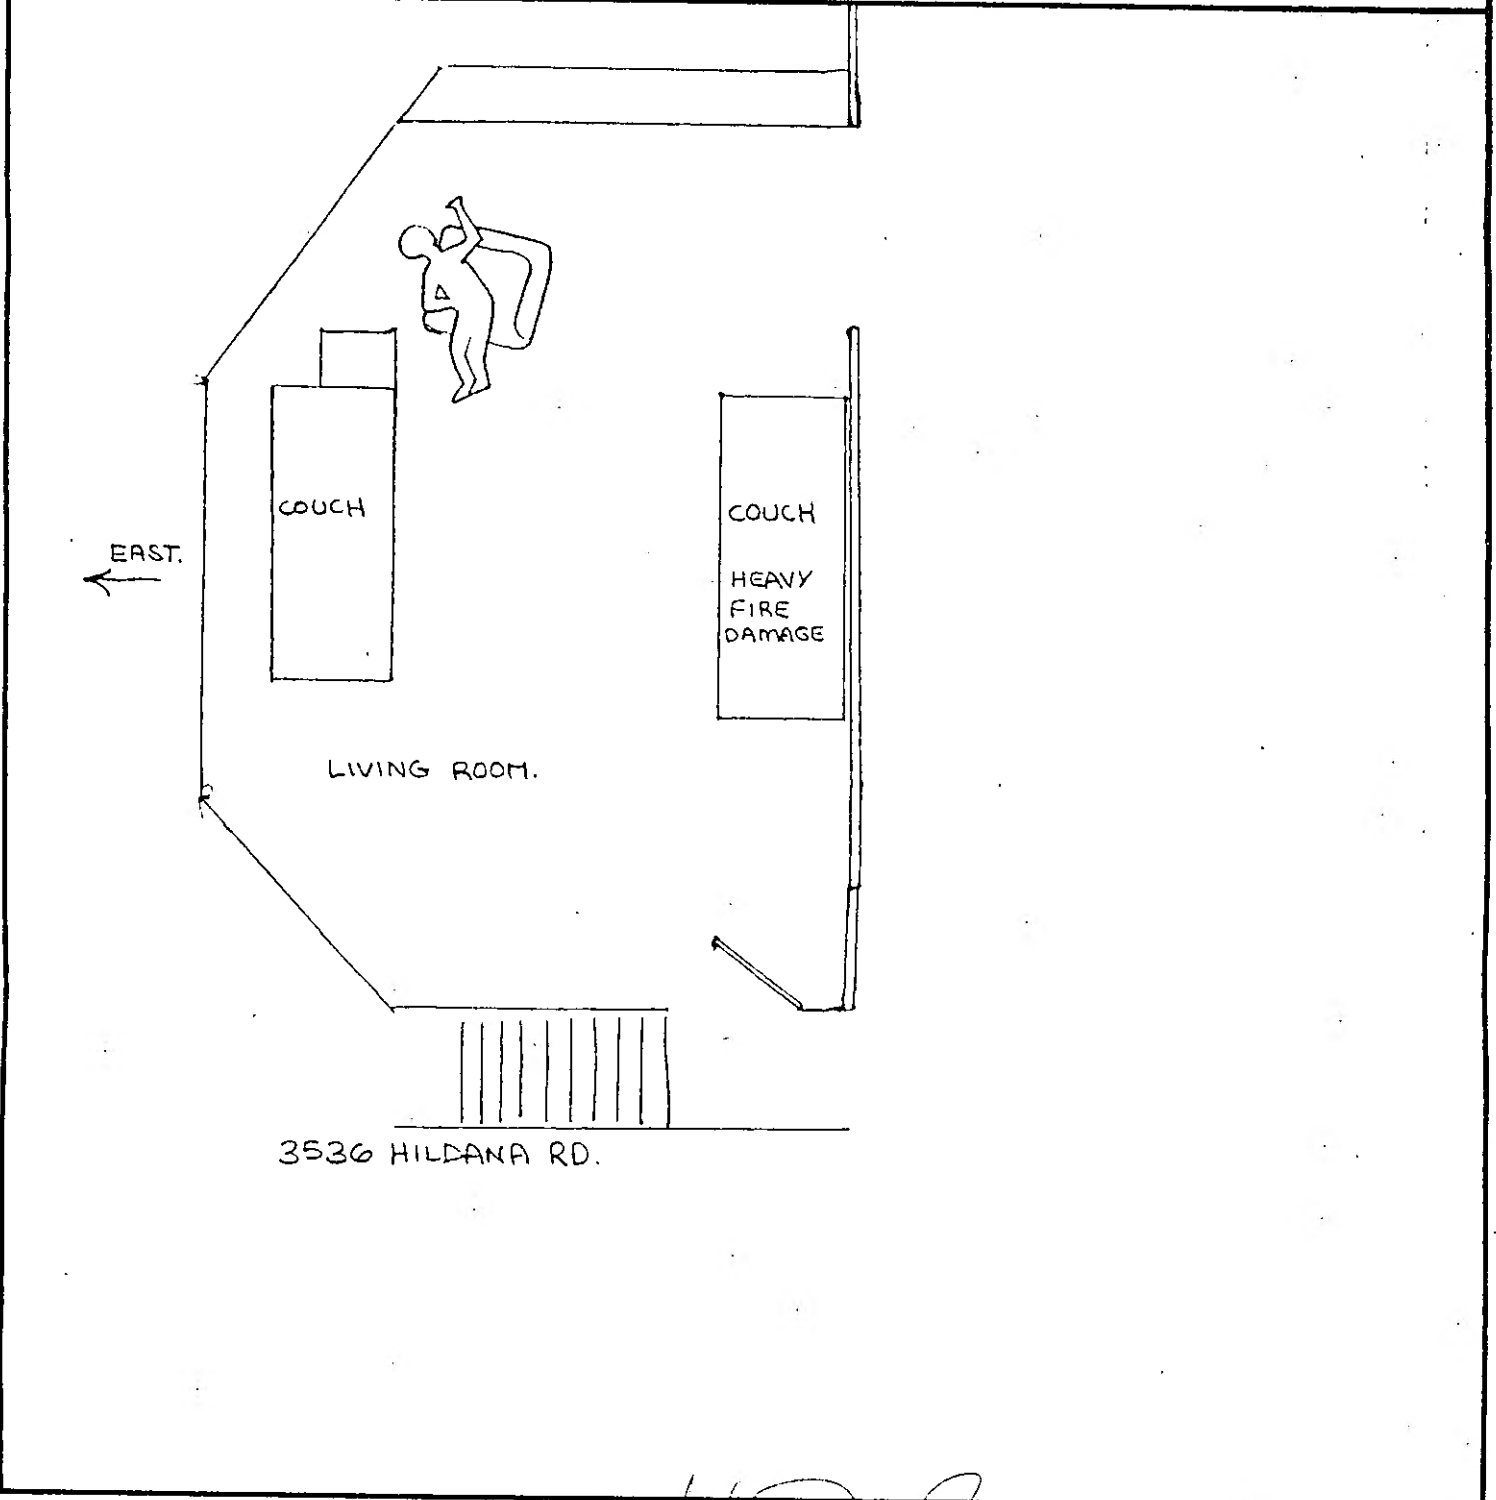 COUCH
COUCH
HEAVY
FIRE
DAMAGE
EAST.
LIVING ROOM.
3536 HILDANA RD.